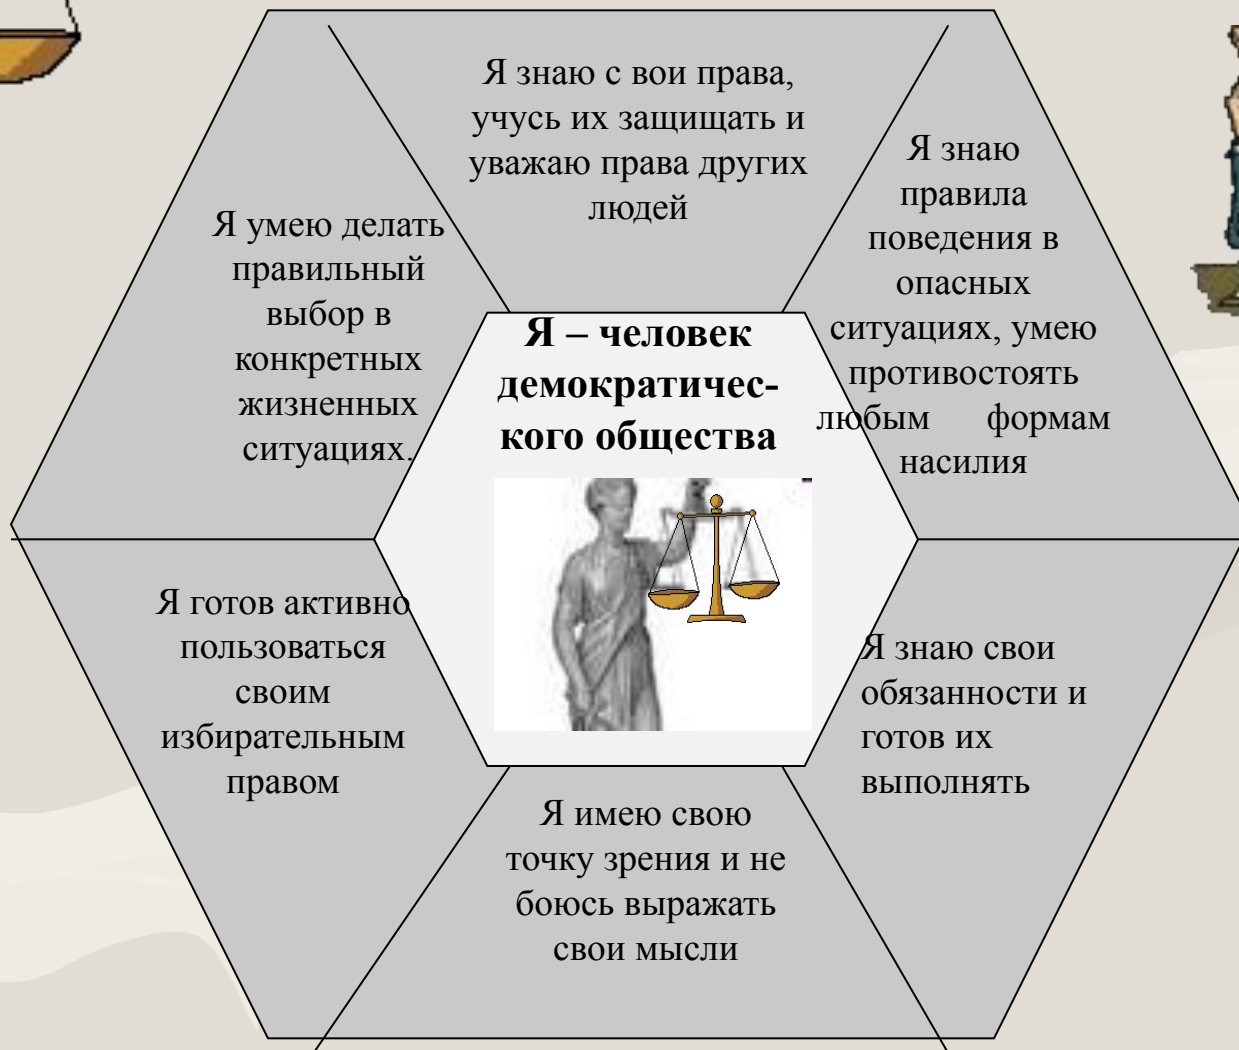 Я знаю с вои права,
учусь их защищать и
уважаю права других
людей
Я знаю
правила
поведения в
опасных
ситуациях, умею
противостоять
любым формам
насилия
Я умею делать
правильный
выбор в
конкретных
жизненных
ситуациях.
Я – человек
демократичес-
кого общества
Я готов активно
пользоваться
своим
избирательным
правом
Я знаю свои
обязанности и
готов их
выполнять
Я имею свою
точку зрения и не
боюсь выражать
свои мысли